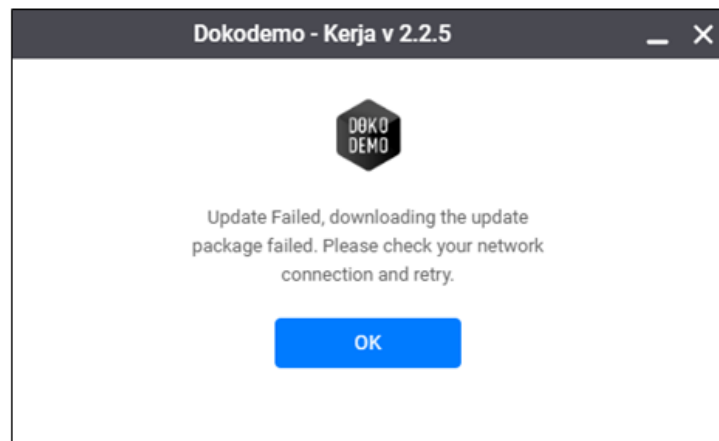 Dokodemo - Kerja v 2.2.5
DOKO
DEMO
Update Failed, downloading the update
package failed. Please check your network
connection and retry.
OK